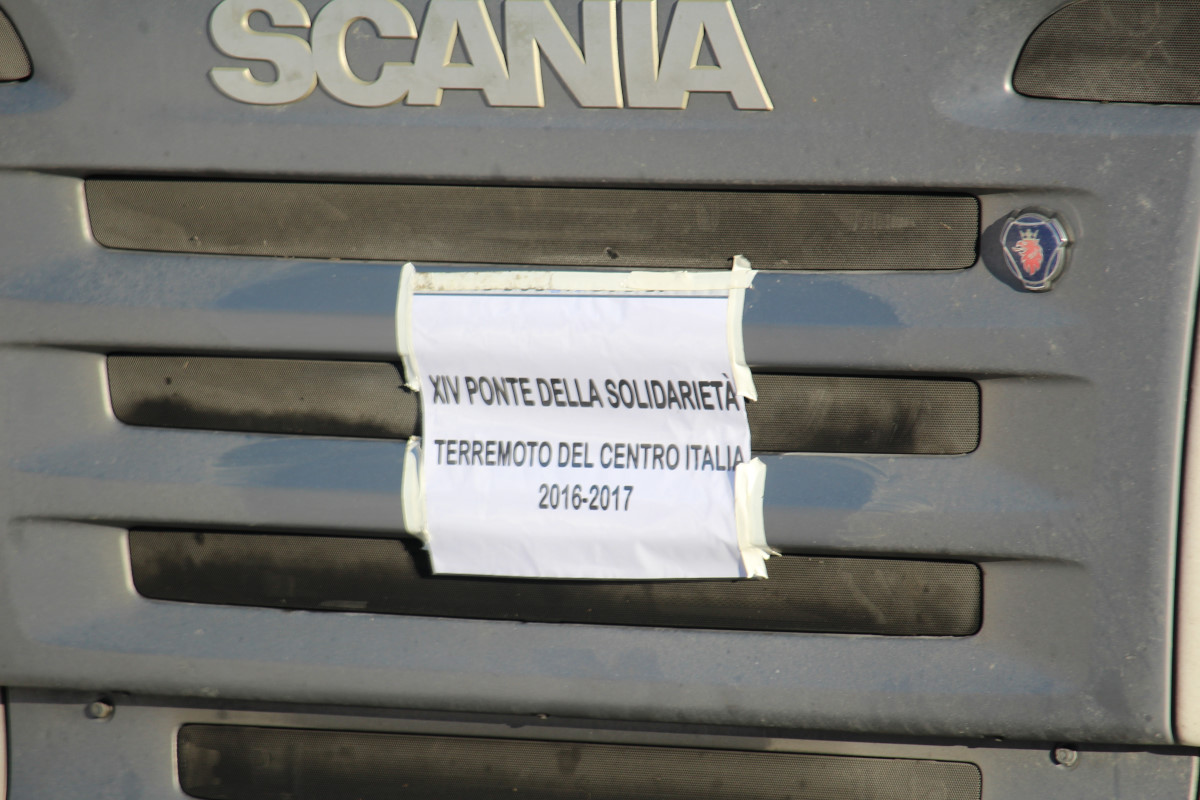 SCANIA
XIV PONTE DELLA SOLIDARIETÀ
TERREMOTO DEL CENTRO ITALIA
2016-2017